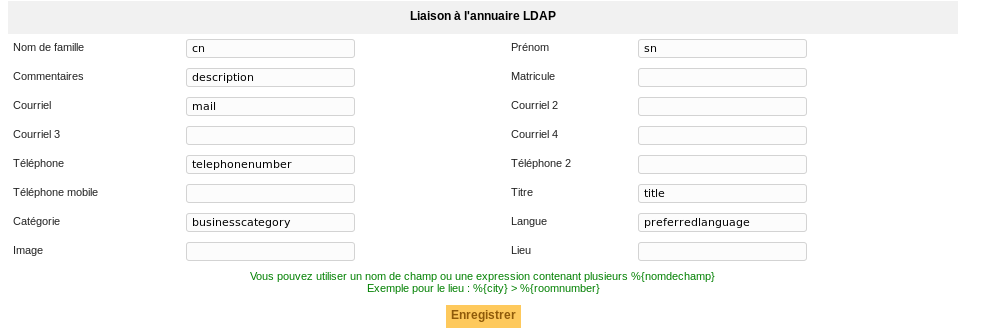 Liaison à l'annuaire LDAP
Nom de famille cn Prénom sn
Commentaires description Matricule
Courriel mail Courriel 2
Courriel 3 Courriel 4
Téléphone telephonenumber Téléphone 2
Téléphone mobile Titre title
Catégorie businesscategory Langue preferredlanguage
Image Lieu
Vous pouvez utiliser un nom de champ ou une expression contenant plusieurs %{nomdechamp}
Exemple pour le lieu : %{city} > %{roomnumber}
Enregistrer